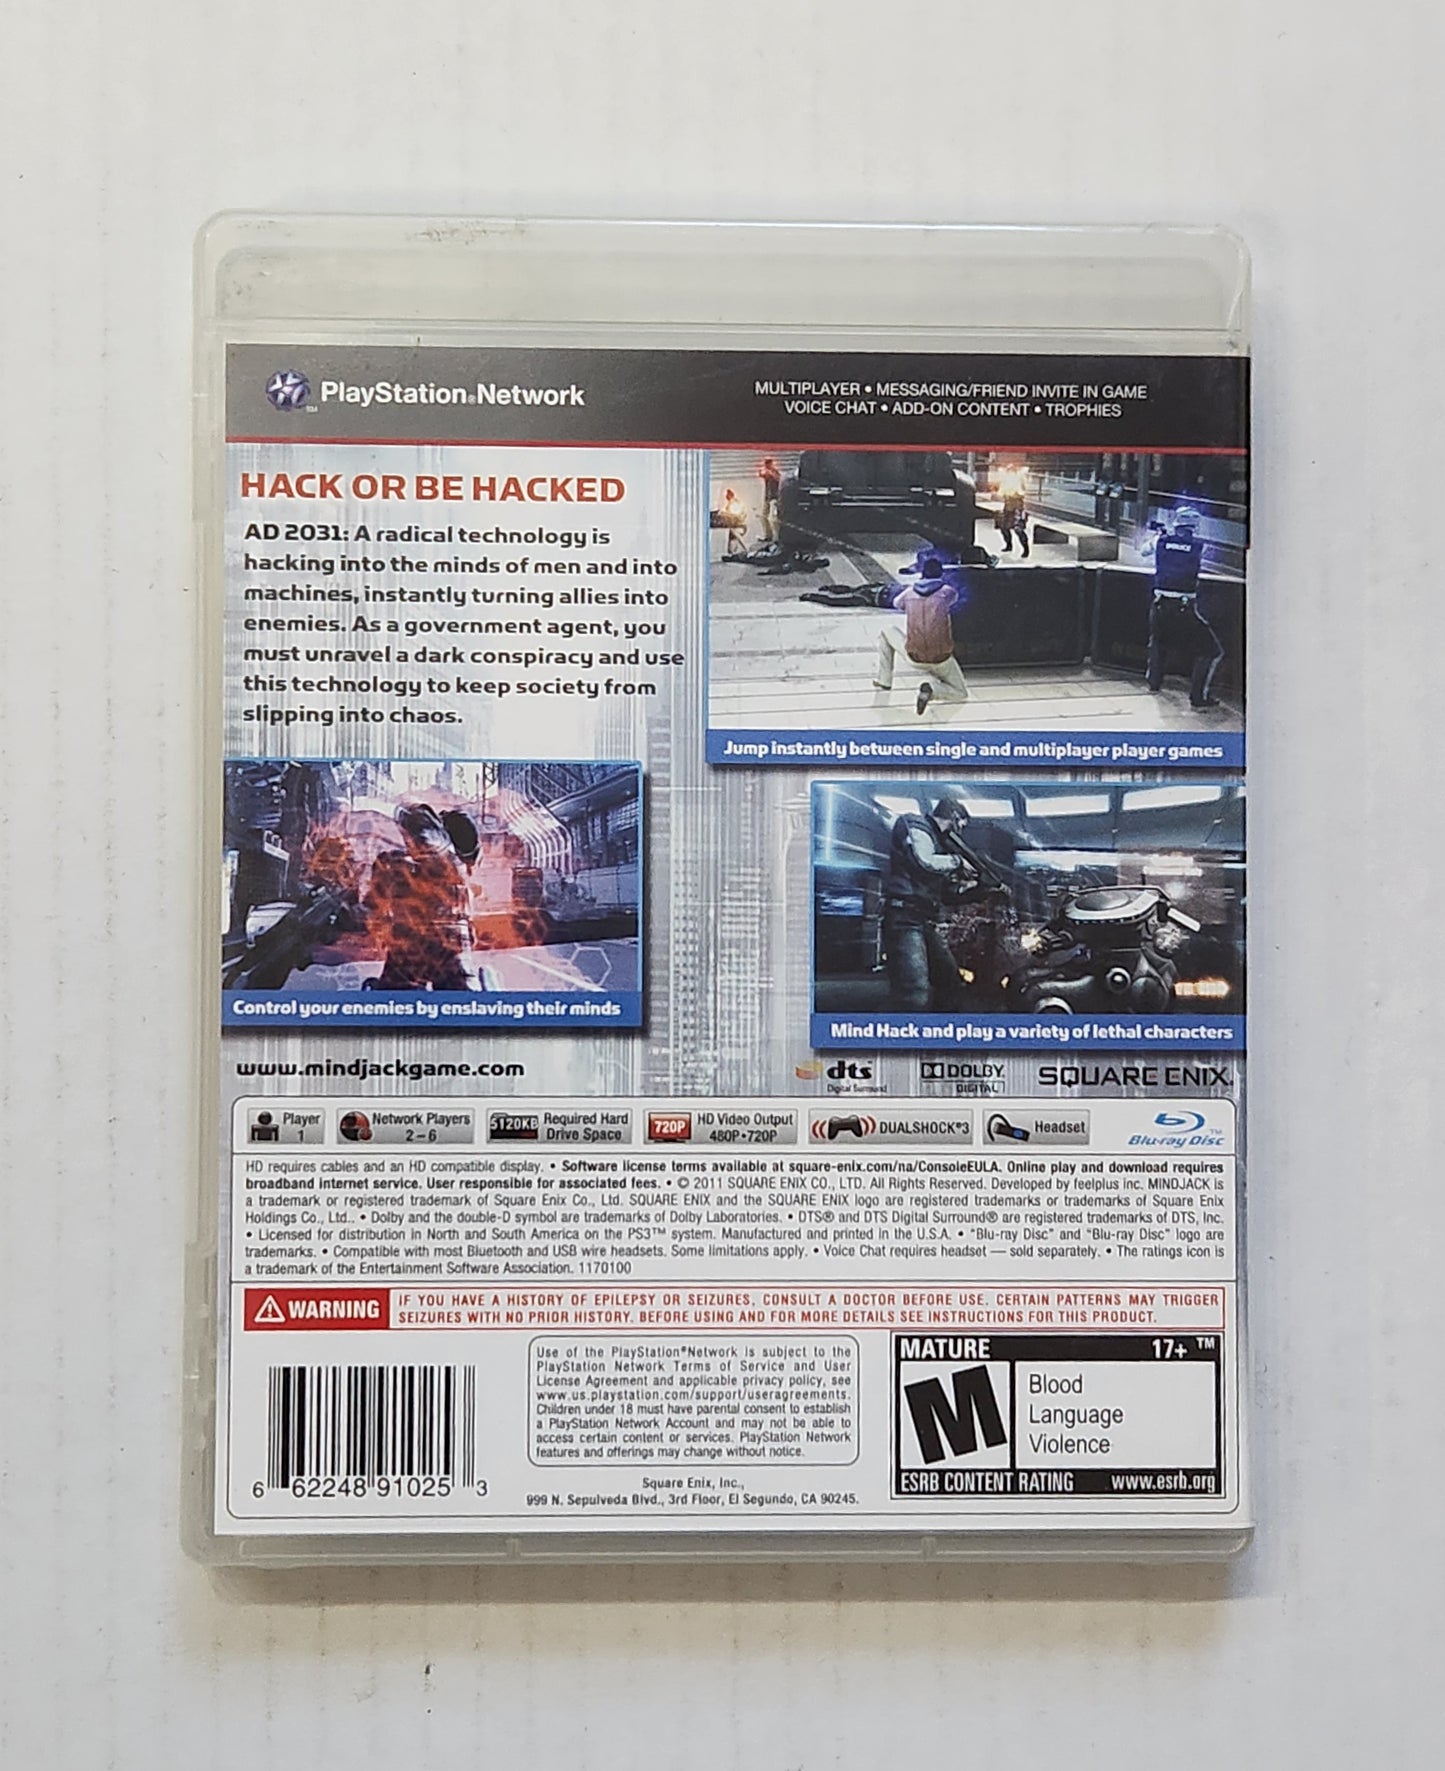 PlayStation®Network
MULTIPLAYER • MESSAGING/FRIEND INVITE IN GAME
VOICE CHAT • ADD-ON CONTENT • TROPHIES
HACK OR BE HACKED
AD 2031: A radical technology is
hacking into the minds of men and into
machines, instantly turning allies into
enemies. As a government agent, you
must unravel a dark conspiracy and use
this technology to keep society from
slipping into chaos.
POLICE
Jump instantly between single and multiplayer player games
Control your enemies by enslaving their minds
Mind Hack and play a variety of lethal characters
www.mindjackgame.com
dts
Digital Surround
DOLBY
DIGITAL
SQUARE ENIX.
Player
1
Network Players
2-6
5120KB
Required Hard
Drive Space
720P
HD Video Output
480P•720P
DUALSHOCK®3
Headset
Blu-ray Disc™
HD requires cables and an HD compatible display. • Software license terms available at square-enix.com/na/ConsoleEULA. Online play and download requires
broadband internet service. User responsible for associated fees. • © 2011 SQUARE ENIX CO., LTD. All Rights Reserved. Developed by feelplus inc. MINDJACK is
a trademark or registered trademark of Square Enix Co., Ltd. SQUARE ENIX and the SQUARE ENIX logo are registered trademarks or trademarks of Square Enix
Holdings Co., Ltd.. • Dolby and the double-D symbol are trademarks of Dolby Laboratories. • DTS® and DTS Digital Surround® are registered trademarks of DTS, Inc.
• Licensed for distribution in North and South America on the PS3™ system. Manufactured and printed in the U.S.A. • "Blu-ray Disc" and "Blu-ray Disc" logo are
trademarks. • Compatible with most Bluetooth and USB wire headsets. Some limitations apply. • Voice Chat requires headset — sold separately. • The ratings icon is
a trademark of the Entertainment Software Association. 1170100
WARNING
IF YOU HAVE A HISTORY OF EPILEPSY OR SEIZURES, CONSULT A DOCTOR BEFORE USE. CERTAIN PATTERNS MAY TRIGGER
SEIZURES WITH NO PRIOR HISTORY. BEFORE USING AND FOR MORE DETAILS SEE INSTRUCTIONS FOR THIS PRODUCT.
6 62248 91025 3
Use of the PlayStation®Network is subject to the
PlayStation Network Terms of Service and User
License Agreement and applicable privacy policy, see
www.us.playstation.com/support/useragreements.
Children under 18 must have parental consent to establish
a PlayStation Network Account and may not be able to
access certain content or services. PlayStation Network
features and offerings may change without notice.
Square Enix, Inc.,
999 N. Sepulveda Blvd., 3rd Floor, El Segundo, CA 90245.
MATURE 17+ ™
M
Blood
Language
Violence
ESRB CONTENT RATING www.esrb.org